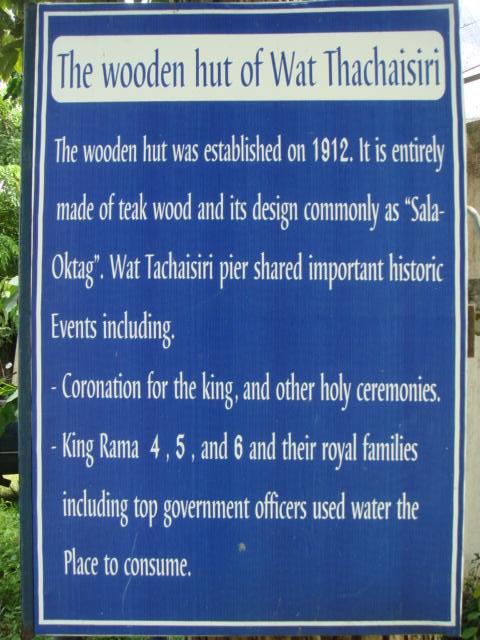 The wooden hut of Wat Thachaisiri
The wooden hut was established on 1912. It is entirely
made of teak wood and its design commonly as "Sala-
Oktag". Wat Tachaisiri pier shared important historic
Events including.
- Coronation for the king, and other holy ceremonies.
- King Rama 4 , 5 , and 6 and their royal families
including top government officers used water the
Place to consume.